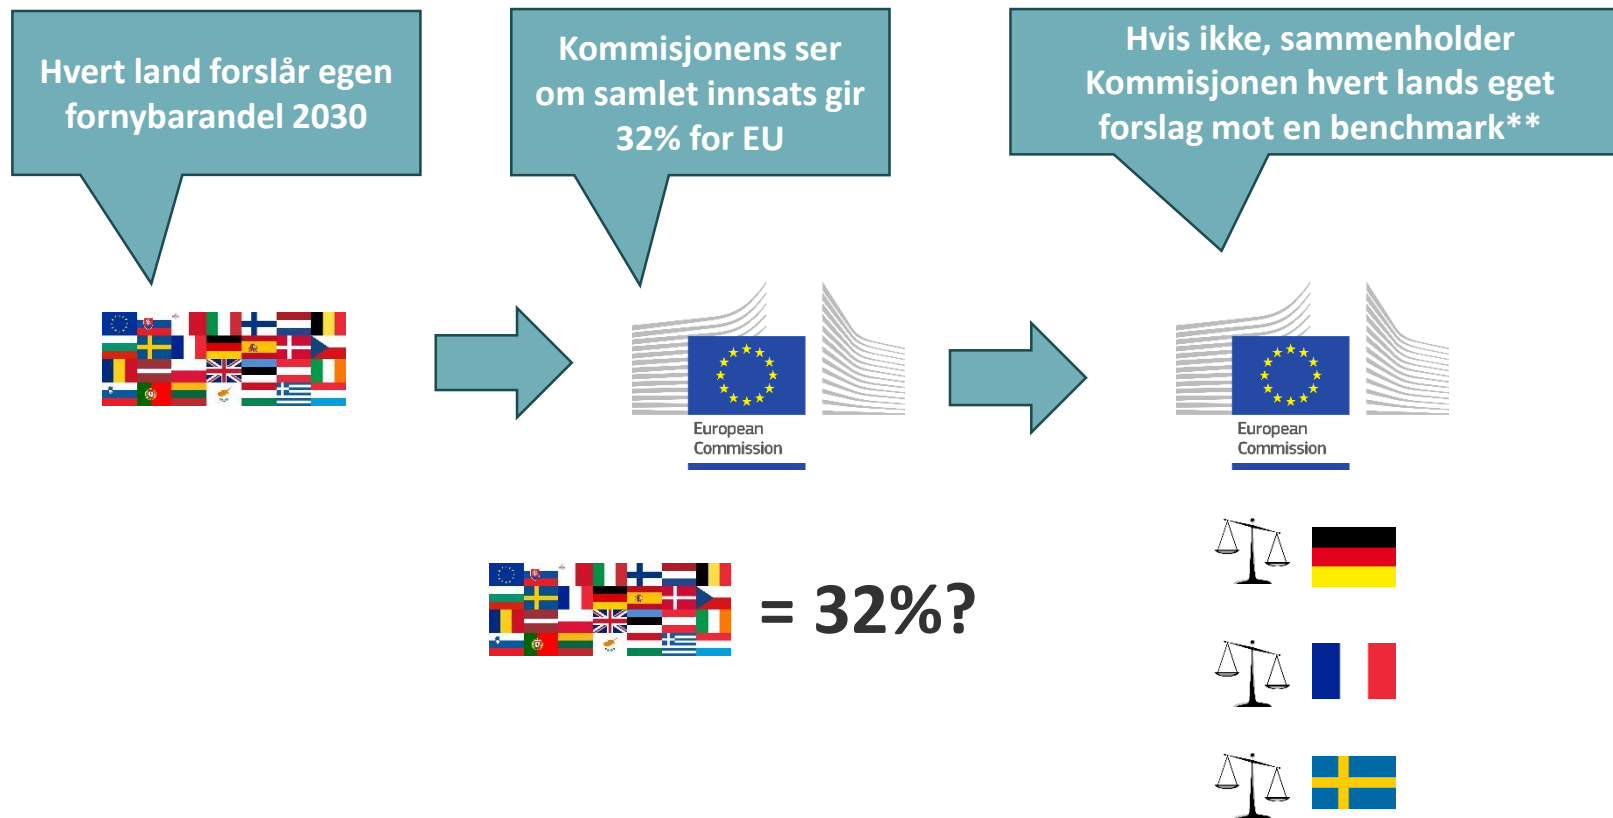 Hvert land forslår egen
fornybarandel 2030
Kommisjonens ser
om samlet innsats gir
32% for EU
Hvis ikke, sammenholder
Kommisjonen hvert lands eget
forslag mot en benchmark**
European
Commission
European
Commission
= 32%?